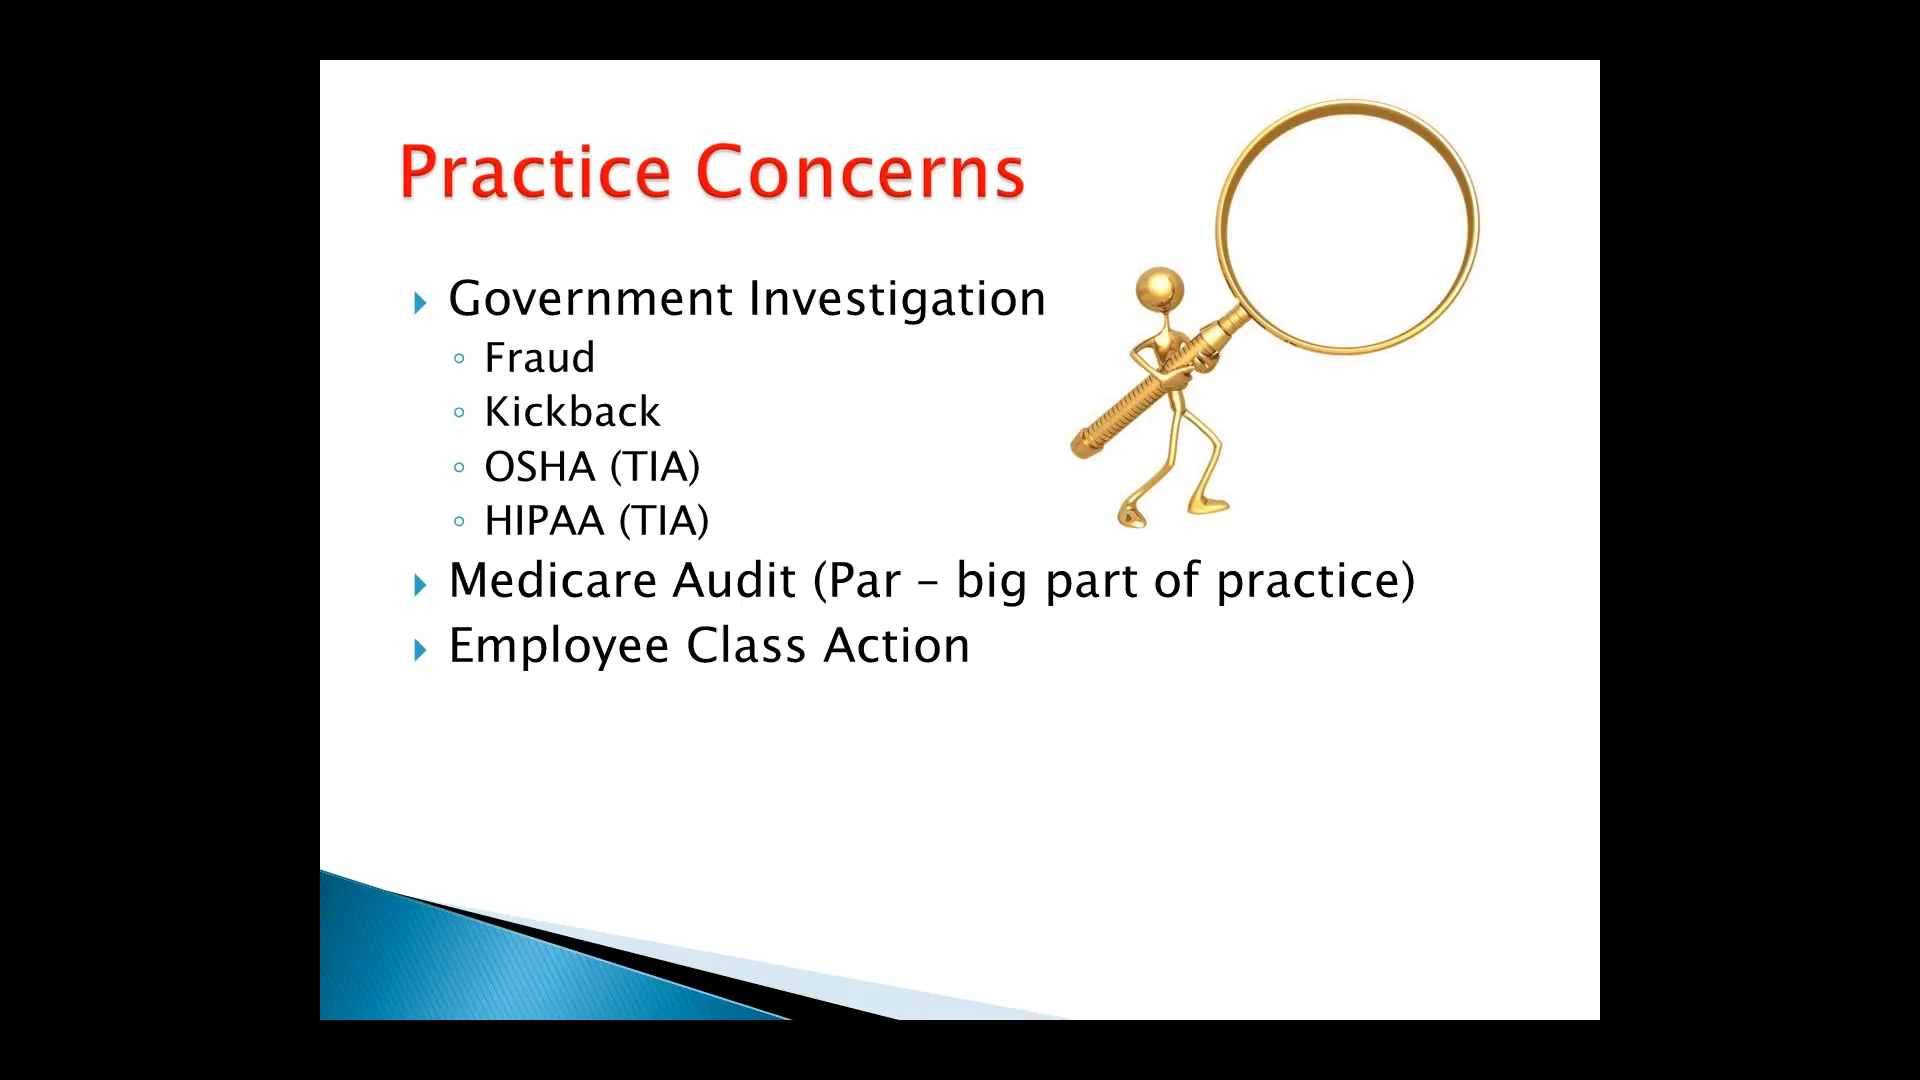 Practice Concerns
Government Investigation
Fraud
Kickback
OSHA (TIA)
HIPAA (TIA)
Medicare Audit (Par – big part of practice)
Employee Class Action